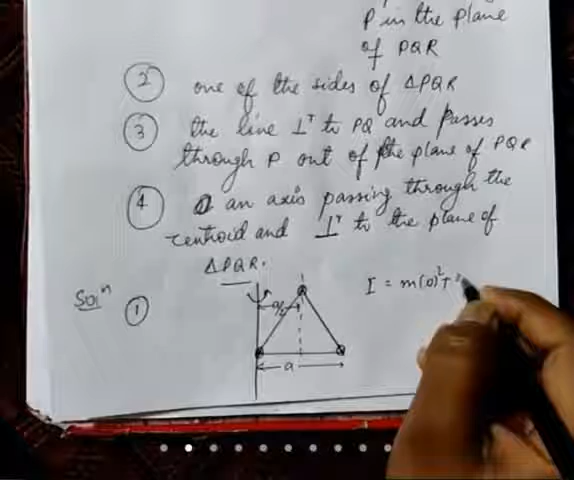 P in the plane
of PQR
2 one of the sides of ΔPQR
3 the line ⊥r to PQ and passes
through P out of the plane of PQR
4 an axis passing through the
centroid and ⊥r to the plane of
ΔPQR.
Soln 1
a/2
a
I = m(0)²+